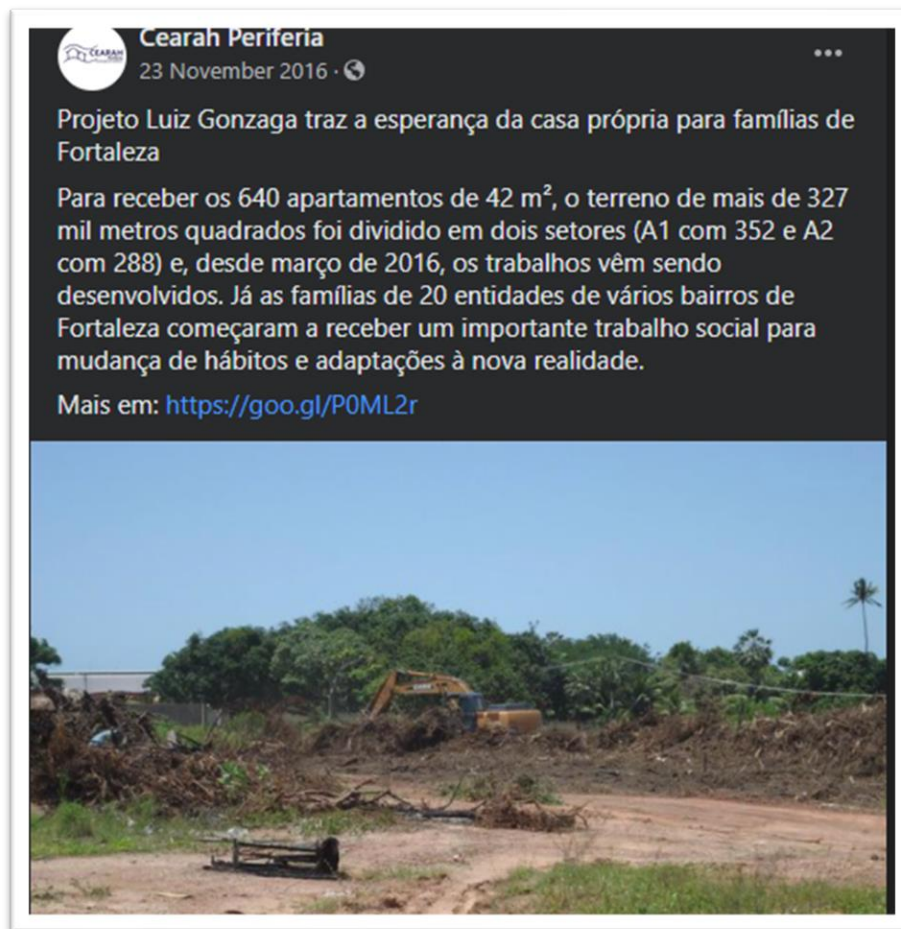 Cearah Periferia
23 November 2016 ·
Projeto Luiz Gonzaga traz a esperança da casa própria para famílias de
Fortaleza
Para receber os 640 apartamentos de 42 m², o terreno de mais de 327
mil metros quadrados foi dividido em dois setores (A1 com 352 e A2
com 288) e, desde março de 2016, os trabalhos vêm sendo
desenvolvidos. Já as famílias de 20 entidades de vários bairros de
Fortaleza começaram a receber um importante trabalho social para
mudança de hábitos e adaptações à nova realidade.
Mais em: https://goo.gl/P0ML2r